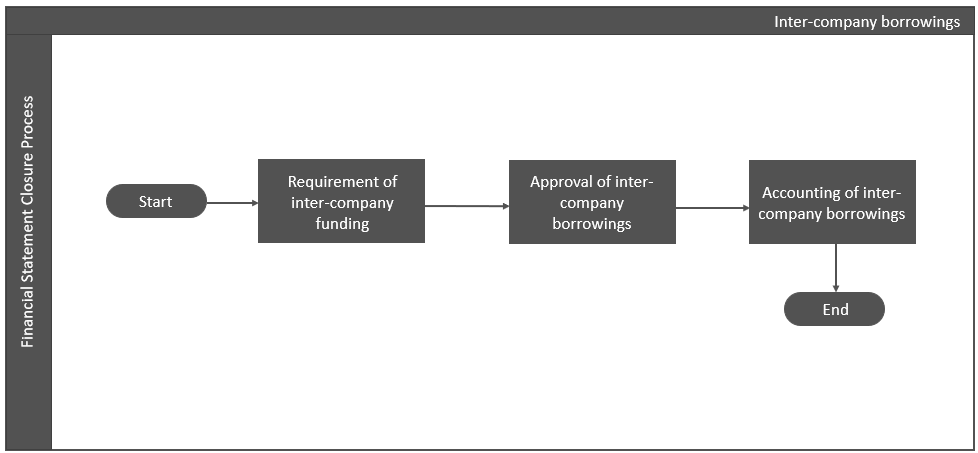 Inter-company borrowings
Financial Statement Closure Process
Start
Requirement of
inter-company
funding
Approval of inter-
company
borrowings
Accounting of inter-
company borrowings
End